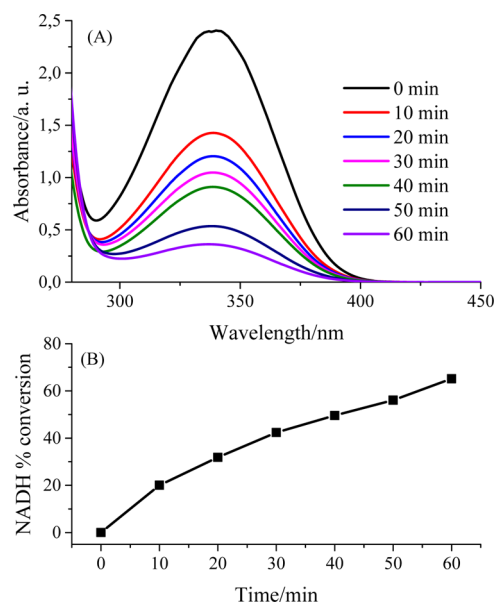 (A)
2,5
2,0
1,5
1,0
0,5
0,0
Absorbance/a. u.
0 min
10 min
20 min
30 min
40 min
50 min
60 min
300 350 400 450
Wavelength/nm
(B)
80
60
40
20
0
NADH % conversion
0 10 20 30 40 50 60
Time/min